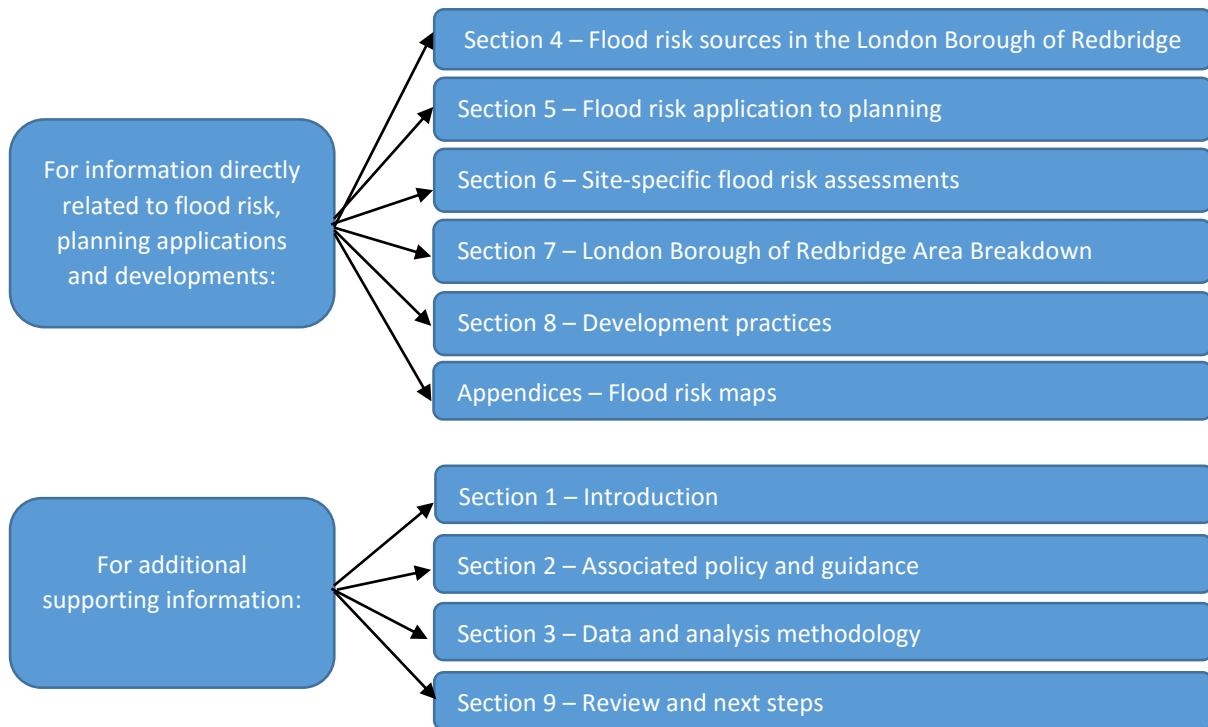 For information directly
related to flood risk,
planning applications
and developments:
Section 4 – Flood risk sources in the London Borough of Redbridge
Section 5 – Flood risk application to planning
Section 6 – Site-specific flood risk assessments
Section 7 – London Borough of Redbridge Area Breakdown
Section 8 – Development practices
Appendices – Flood risk maps
For additional
supporting information:
Section 1 – Introduction
Section 2 – Associated policy and guidance
Section 3 – Data and analysis methodology
Section 9 – Review and next steps